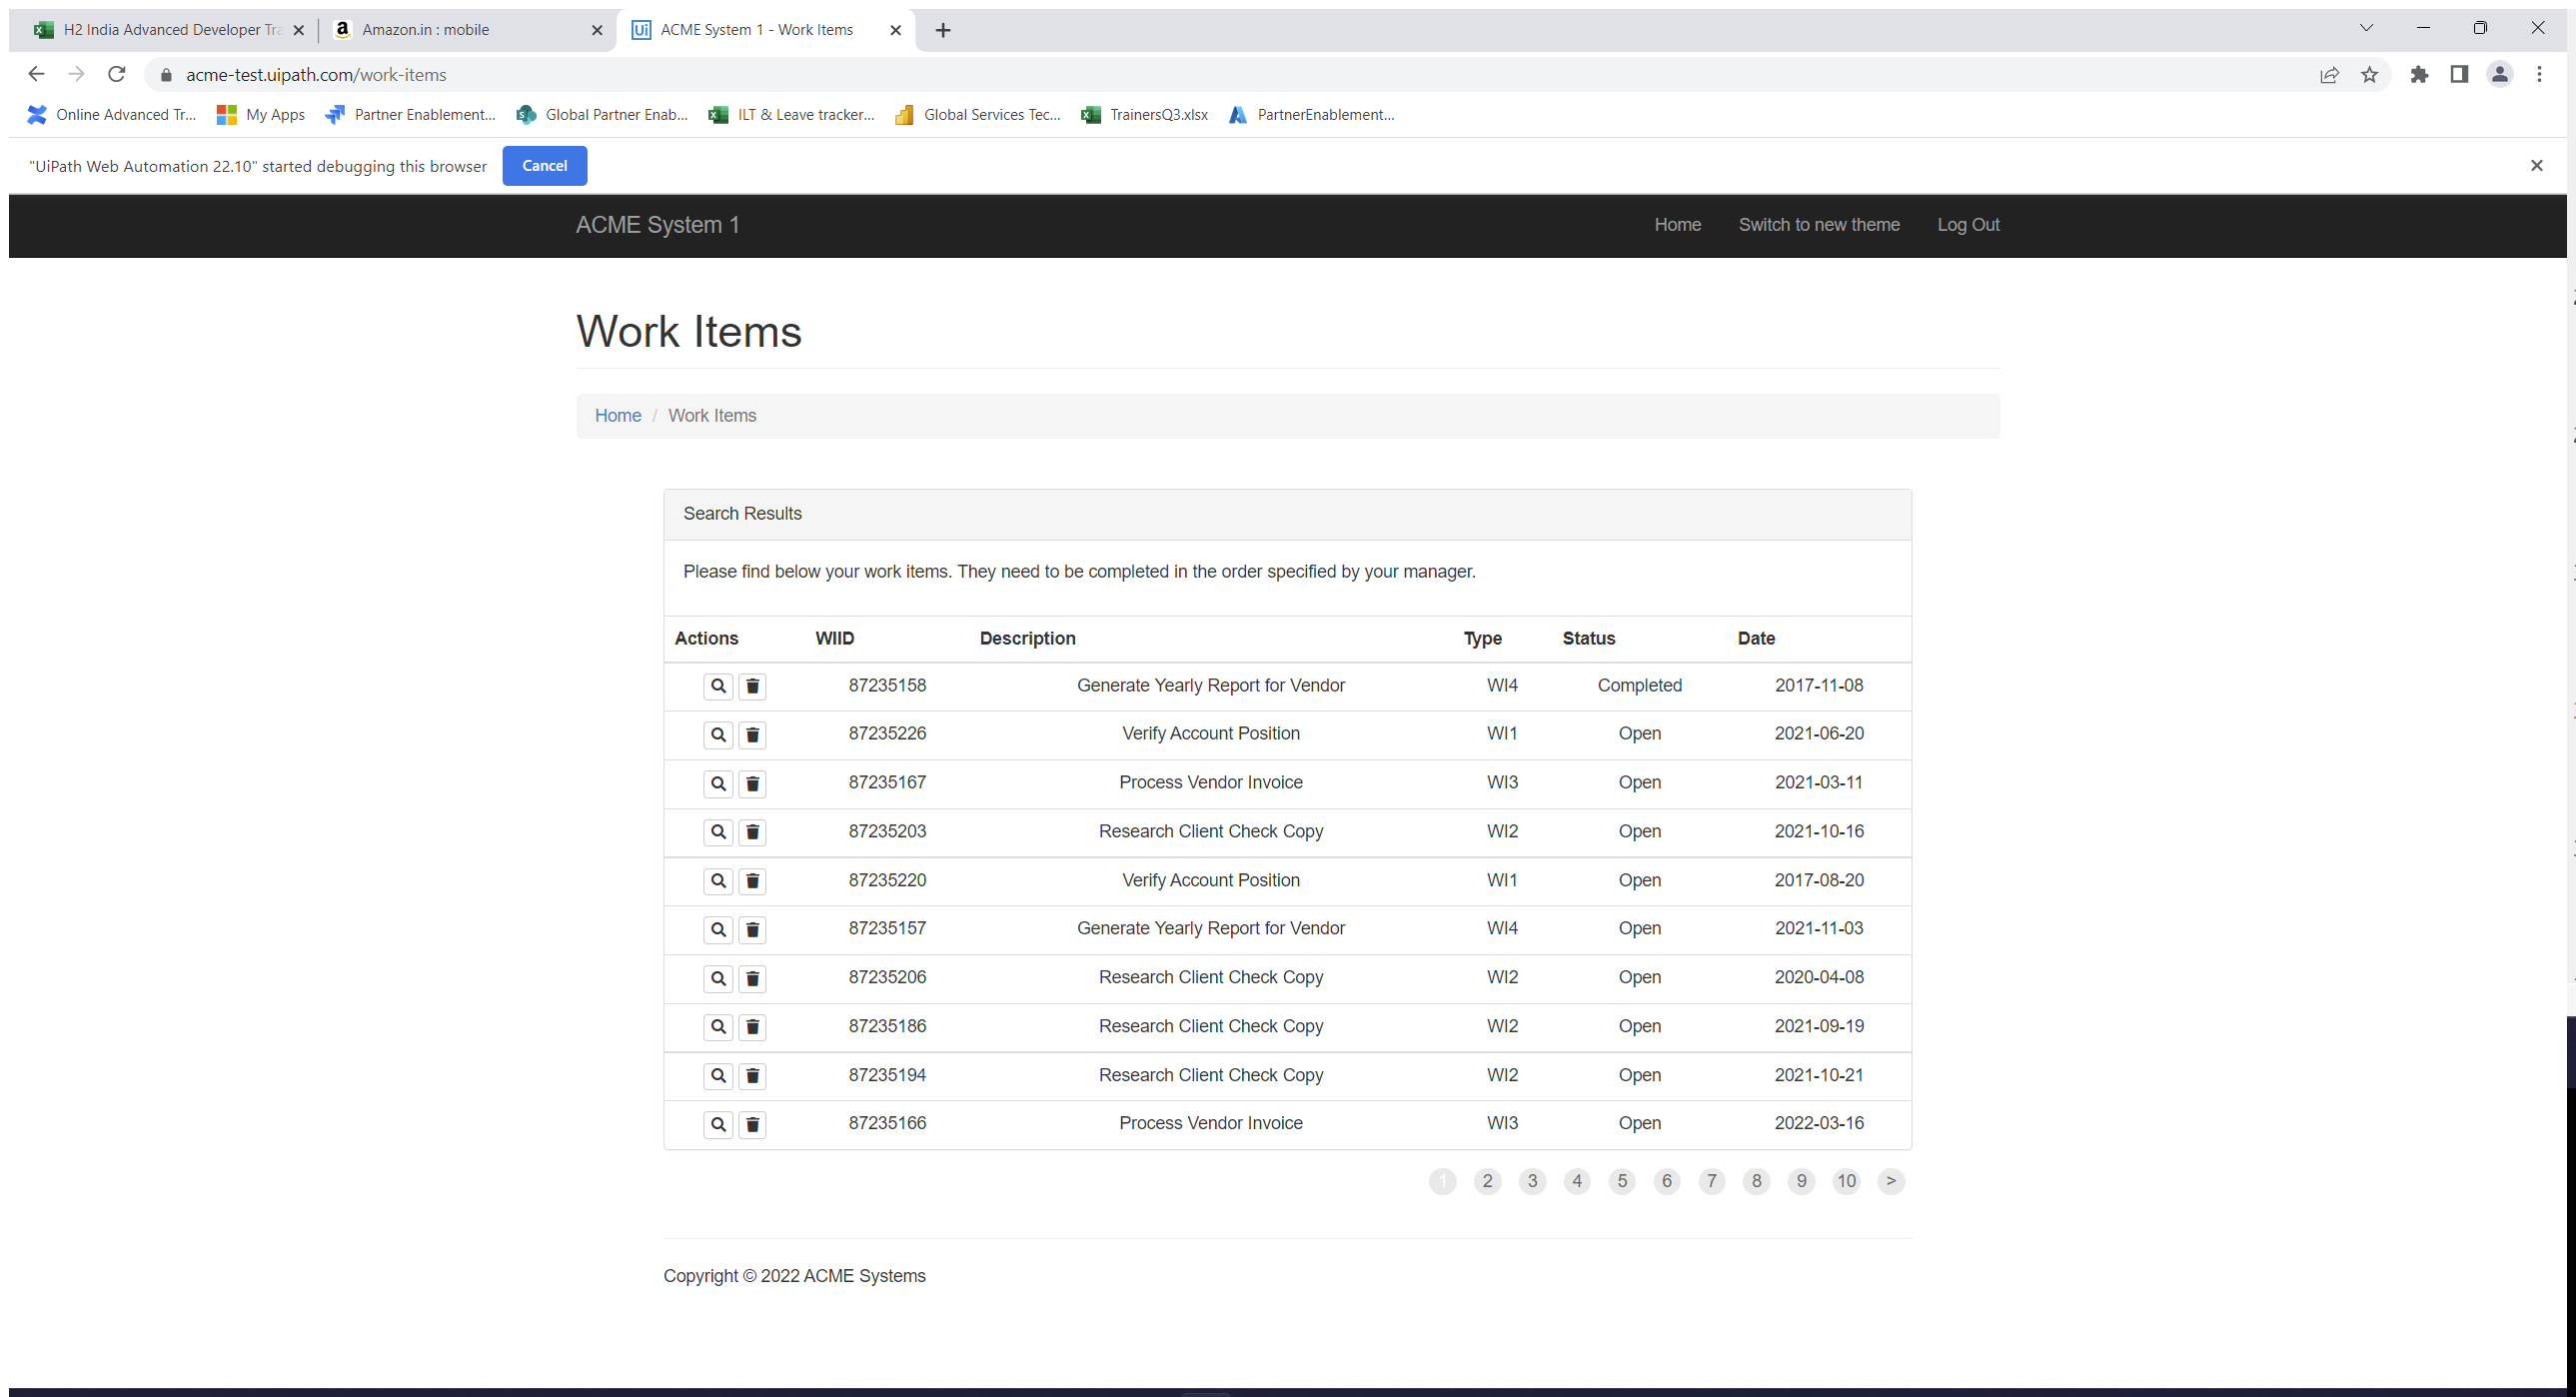 H2 India Advanced Developer Tra
Amazon.in : mobile
ACME System 1 - Work Items
acme-test.uipath.com/work-items
Online Advanced Tr... My Apps Partner Enablement... Global Partner Enab... ILT & Leave tracker... Global Services Tec... TrainersQ3.xlsx PartnerEnablement...
"UiPath Web Automation 22.10" started debugging this browser Cancel
ACME System 1 Home Switch to new theme Log Out
Work Items
Home / Work Items
Search Results
Please find below your work items. They need to be completed in the order specified by your manager.
Actions WIID Description Type Status Date
87235158 Generate Yearly Report for Vendor WI4 Completed 2017-11-08
87235226 Verify Account Position WI1 Open 2021-06-20
87235167 Process Vendor Invoice WI3 Open 2021-03-11
87235203 Research Client Check Copy WI2 Open 2021-10-16
87235220 Verify Account Position WI1 Open 2017-08-20
87235157 Generate Yearly Report for Vendor WI4 Open 2021-11-03
87235206 Research Client Check Copy WI2 Open 2020-04-08
87235186 Research Client Check Copy WI2 Open 2021-09-19
87235194 Research Client Check Copy WI2 Open 2021-10-21
87235166 Process Vendor Invoice WI3 Open 2022-03-16
1 2 3 4 5 6 7 8 9 10 >
Copyright © 2022 ACME Systems